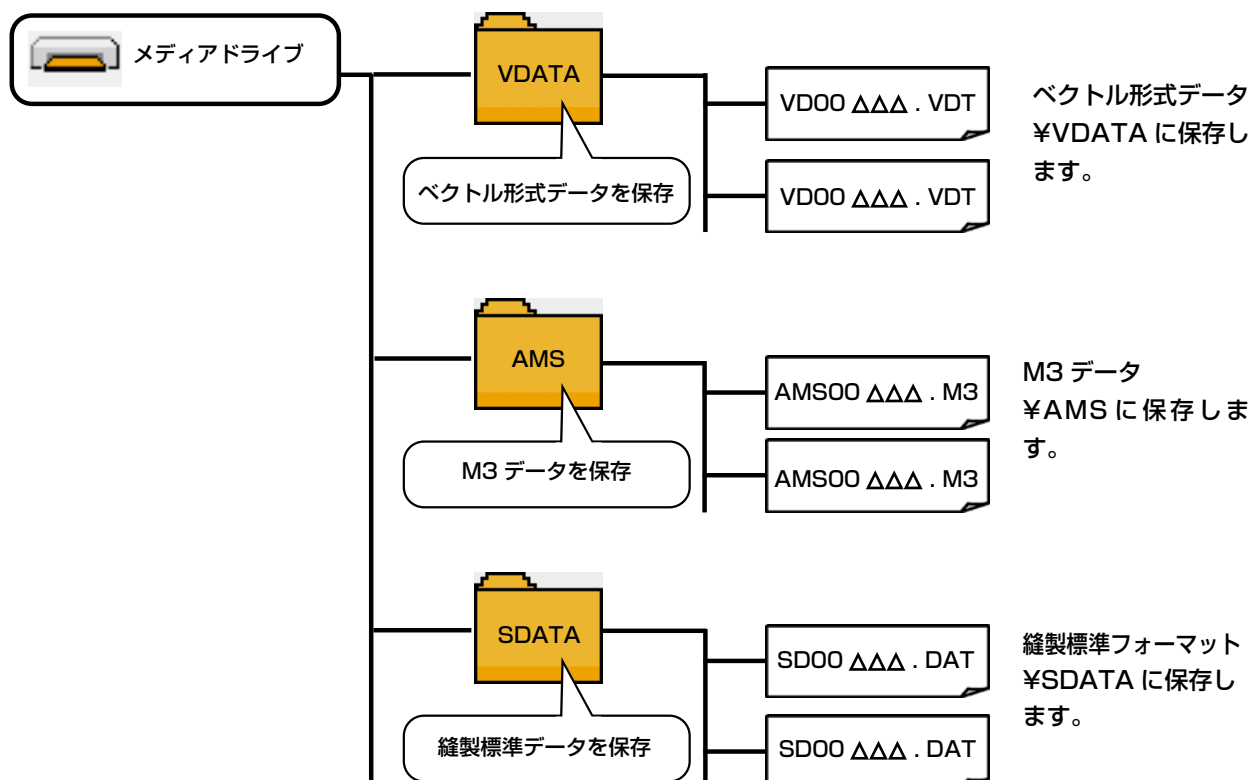 メディアドライブ
VDATA
ベクトル形式データを保存
VD00 △△△ . VDT
VD00 △△△ . VDT
ベクトル形式データ
¥VDATA に保存し
ます。
AMS
M3 データを保存
AMS00 △△△ . M3
AMS00 △△△ . M3
M3 データ
¥AMS に保存しま
す。
SDATA
縫製標準データを保存
SD00 △△△ . DAT
SD00 △△△ . DAT
縫製標準フォーマット
¥SDATA に保存し
ます。